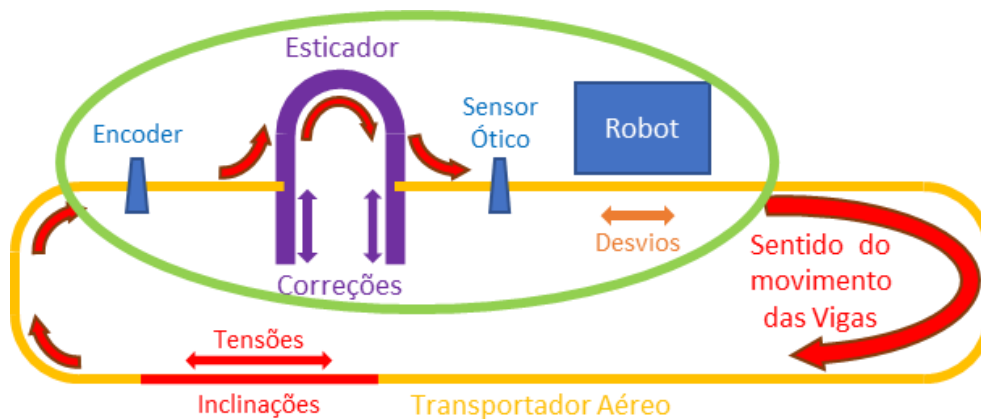 Esticador
Encoder
Sensor
Ótico
Robot
Correções
Desvios
Sentido do
movimento
das Vigas
Tensões
Inclinações
Transportador Aéreo